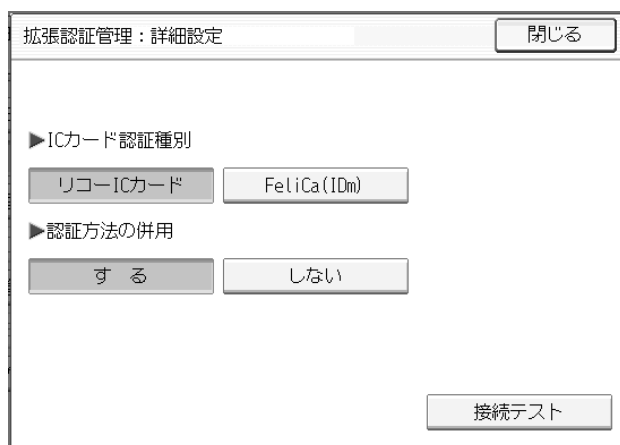 拡張認証管理：詳細設定 閉じる
▶ICカード認証種別
リコーICカード FeliCa(IDm)
▶認証方法の併用
する しない
接続テスト